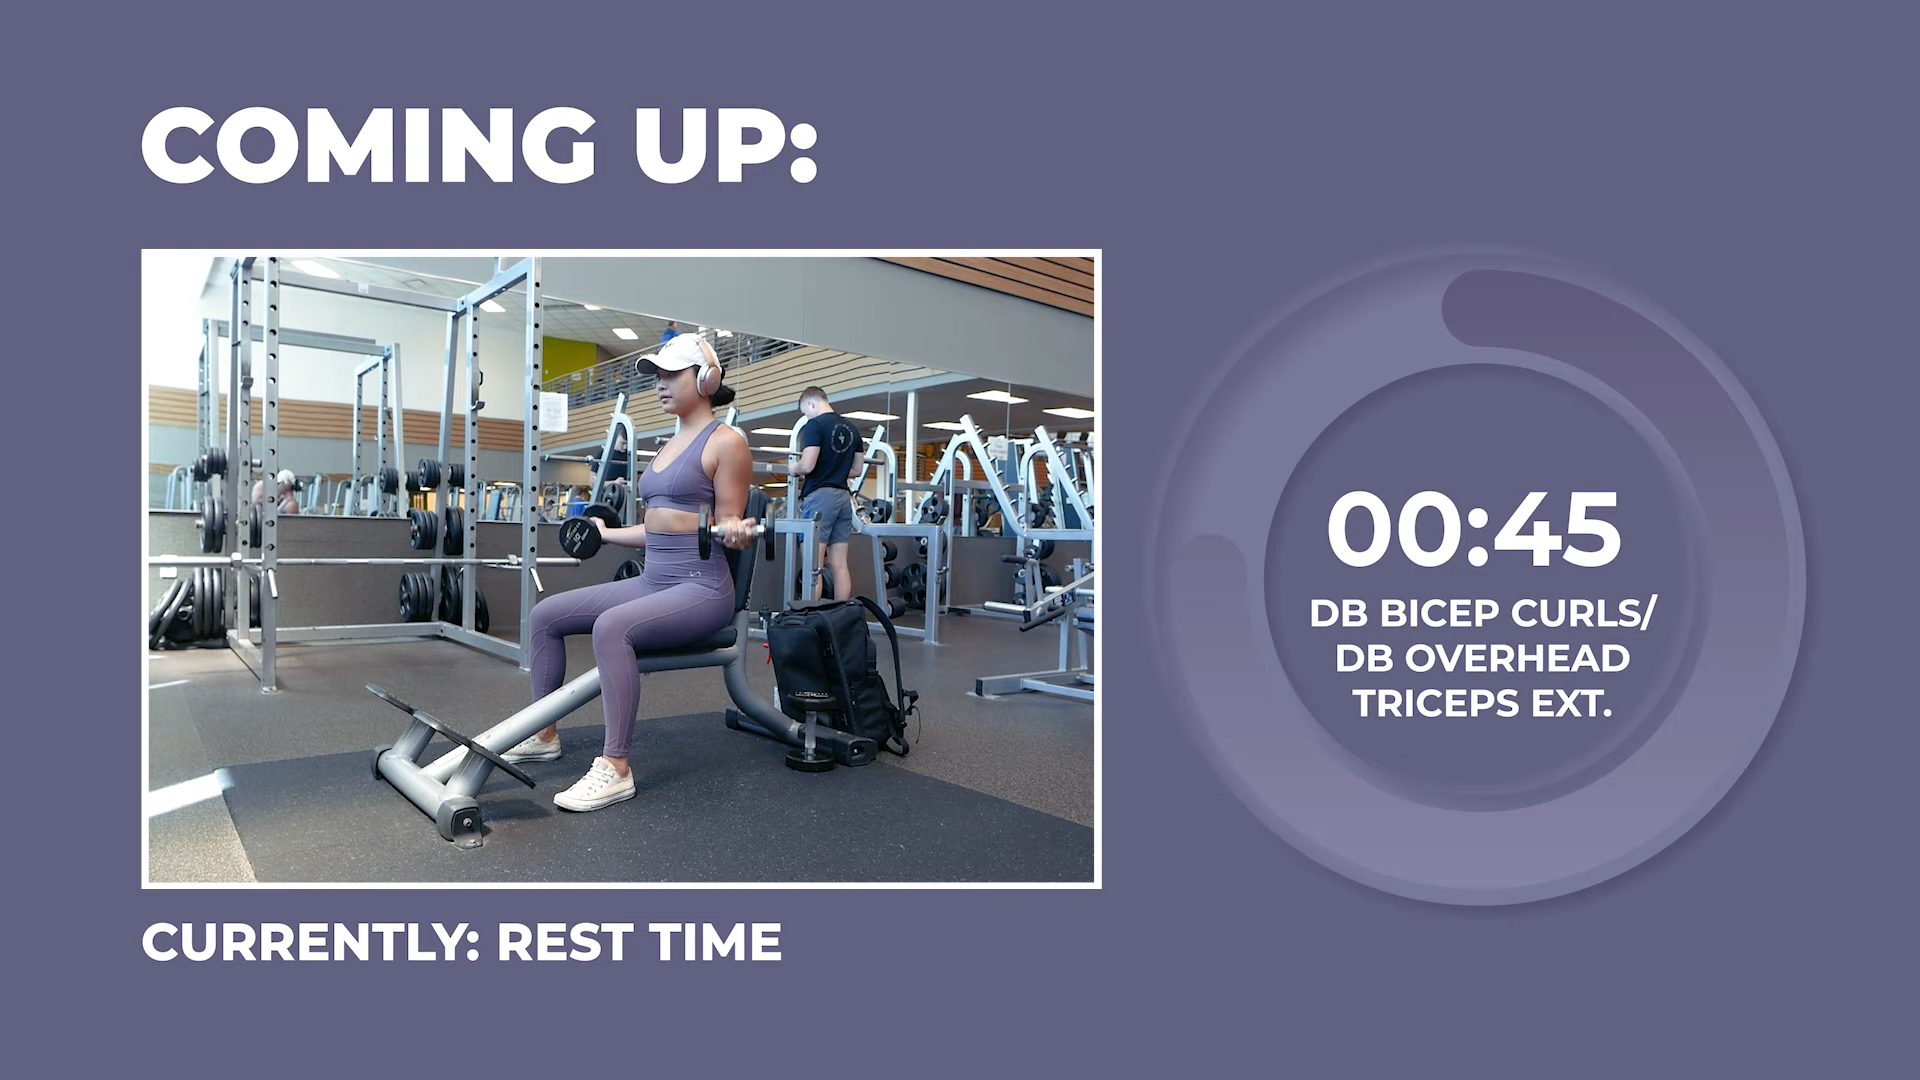 COMING UP:
00:45
DB BICEP CURLS/
DB OVERHEAD
TRICEPS EXT.
CURRENTLY: REST TIME